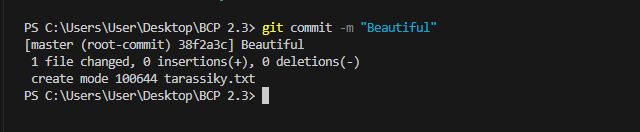 PS C:\Users\User\Desktop\BCP 2.3> git commit -m "Beautiful"
[master (root-commit) 38f2a3c] Beautiful
 1 file changed, 0 insertions(+), 0 deletions(-)
 create mode 100644 tarassiky.txt
PS C:\Users\User\Desktop\BCP 2.3>